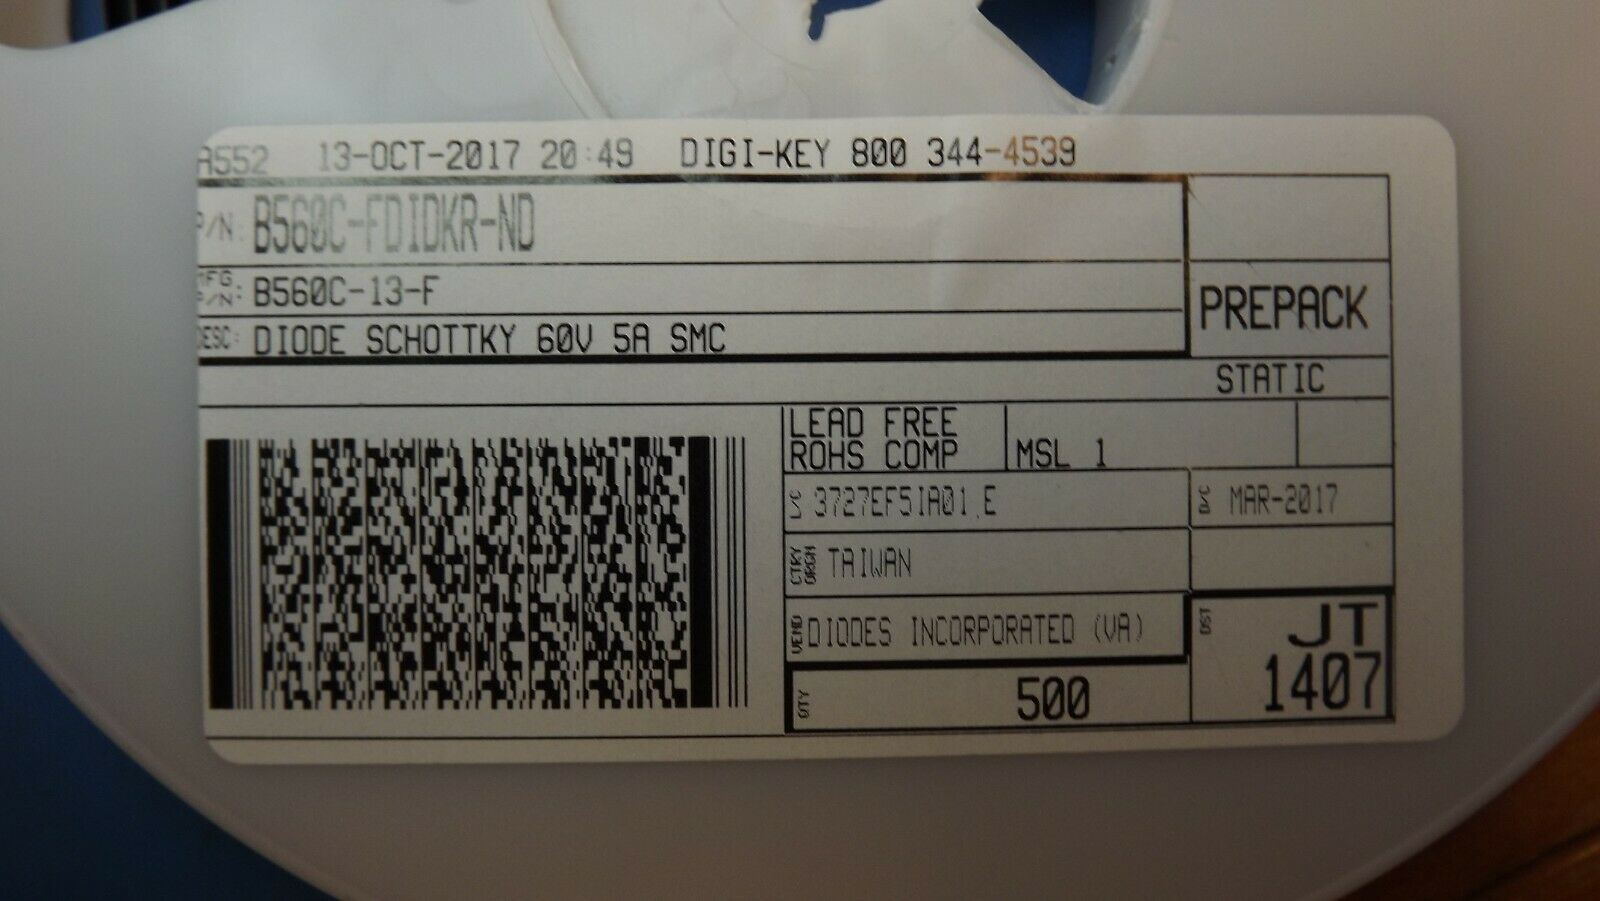 A552 13-OCT-2017 20:49 DIGI-KEY 800 344-4539
P/N: B560C-FDIDKR-ND
MFG. P/N: B560C-13-F
DESC: DIODE SCHOTTKY 60V 5A SMC
PREPACK
STATIC
LEAD FREE
ROHS COMP
MSL 1
L/C 3727EF5IA01.E
D/C MAR-2017
CTRY ORGN TAIWAN
VEND DIODES INCORPORATED (VA)
DST JT
1407
QTY 500